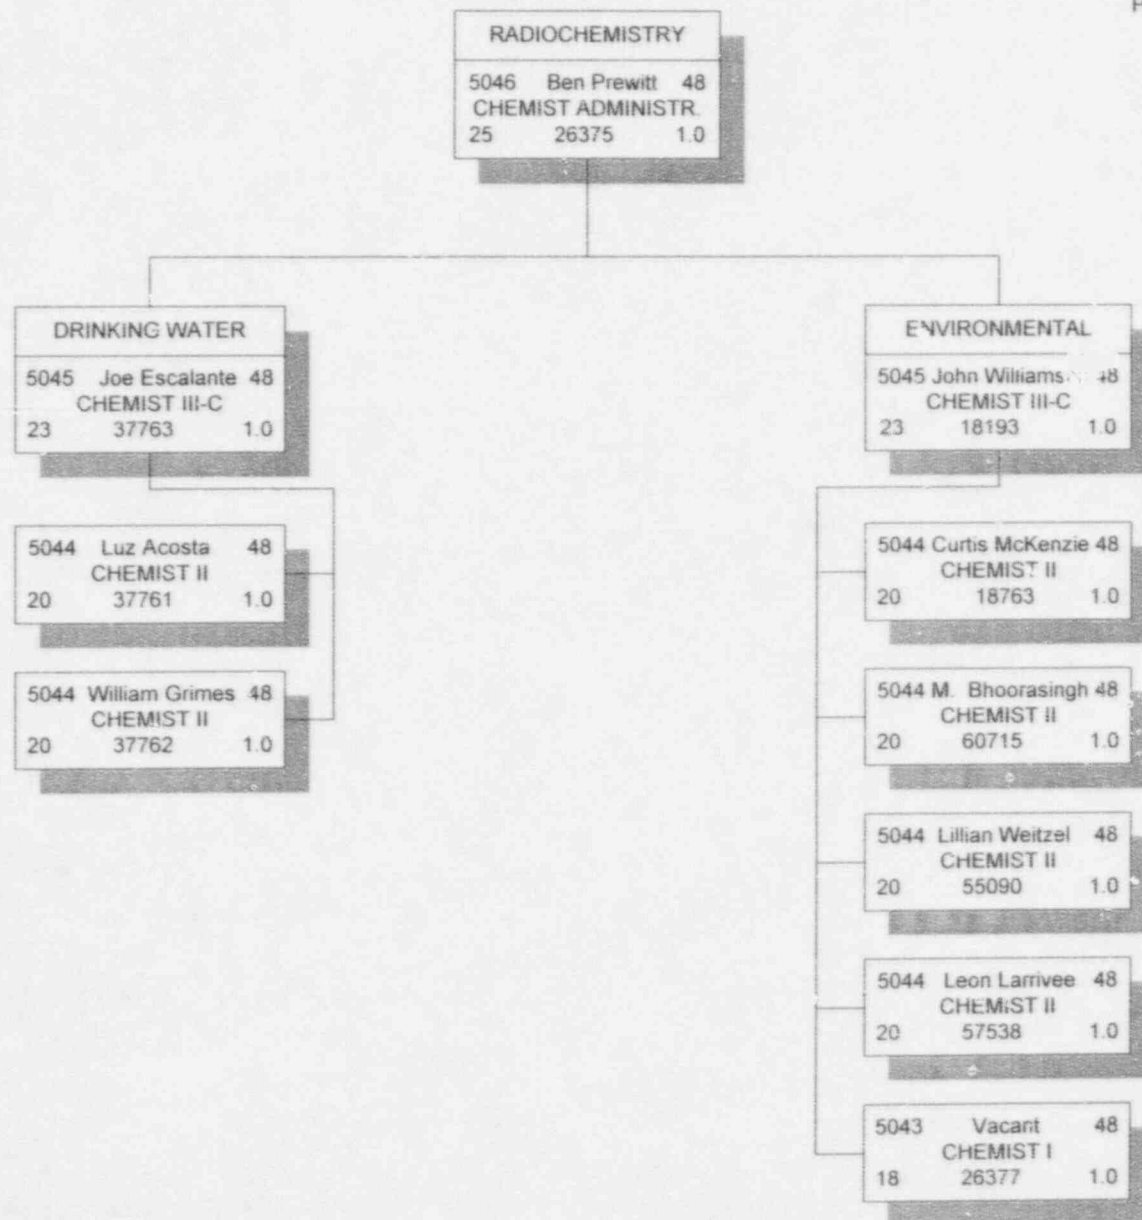 RADIOCHEMISTRY
5046 Ben Prewitt 48
CHEMIST ADMINISTR.
25 26375 1.0
DRINKING WATER
5045 Joe Escalante 48
CHEMIST III-C
23 37763 1.0
5044 Luz Acosta 48
CHEMIST II
20 37761 1.0
5044 William Grimes 48
CHEMIST II
20 37762 1.0
ENVIRONMENTAL
5045 John 48
CHEMIST III-C
23 18193 1.0
5044 Curtis McKenzie 48
CHEMIST II
20 18763 1.0
5044 M. Bhoorasingh 48
CHEMIST II
20 60715 1.0
5044 Lillian Weitzel 48
CHEMIST II
20 55090 1.0
5044 Leon Larrivee 48
CHEMIST II
20 57538 1.0
5043 Vacant 48
CHEMIST I
18 26377 1.0